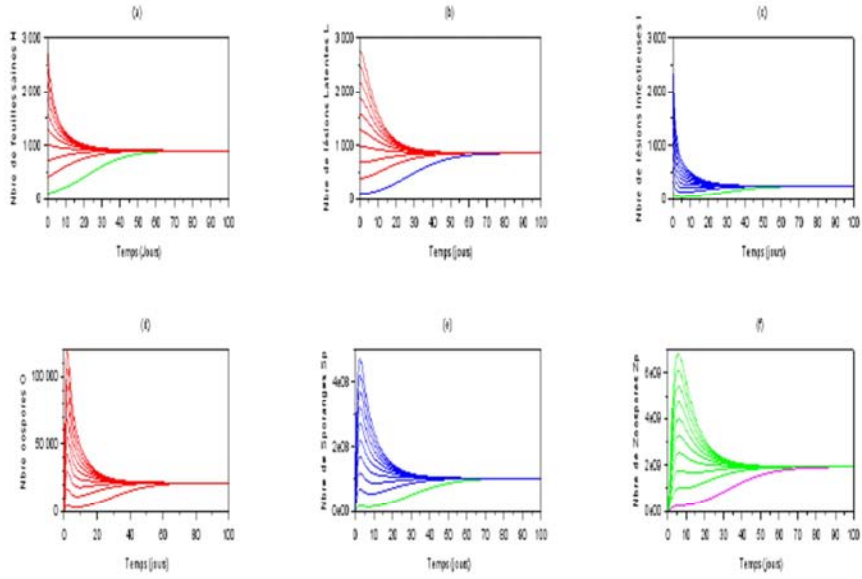 (a)
Nbre de feuilles saines H
3 000
2 000
1 000
0
0 10 20 30 40 50 60 70 80 90 100
Temps (Jours)
(b)
Nbre de lésions Latentes L
3 000
2 000
1 000
0
0 10 20 30 40 50 60 70 80 90 100
Temps (jours)
(c)
Nbre de lésions Infectieuses I
3 000
2 000
1 000
0
0 10 20 30 40 50 60 70 80 90 100
Temps (jours)
(d)
Nbre oospores O
100 000
50 000
0
0 20 40 60 80 100
Temps (jours)
(e)
Nbre de Sporanges Sp
4e08
2e08
0e00
0 10 20 30 40 50 60 70 80 90 100
Temps (jours)
(f)
Nbre de Zoospores Zp
6e09
4e09
2e09
0e00
0 10 20 30 40 50 60 70 80 90 100
Temps (jours)